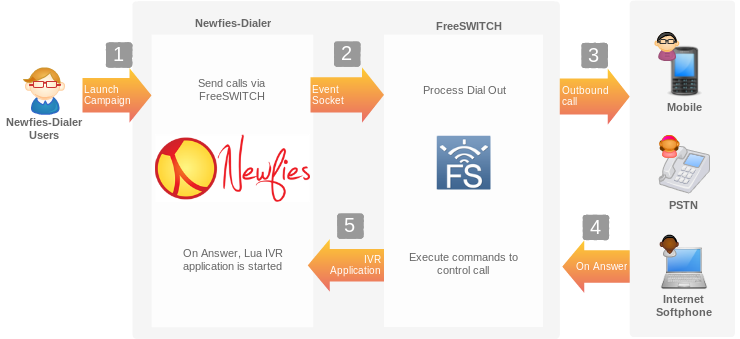 Newfies-Dialer
FreeSWITCH
1
2
3
Launch
Campaign
Send calls via
FreeSWITCH
Event
Socket
Process Dial Out
Outbound
call
Mobile
Newfies-Dialer
Users
Newfies
FS
PSTN
5
4
On Answer, Lua IVR
application is started
IVR
Application
Execute commands to
control call
On Answer
Internet
Softphone